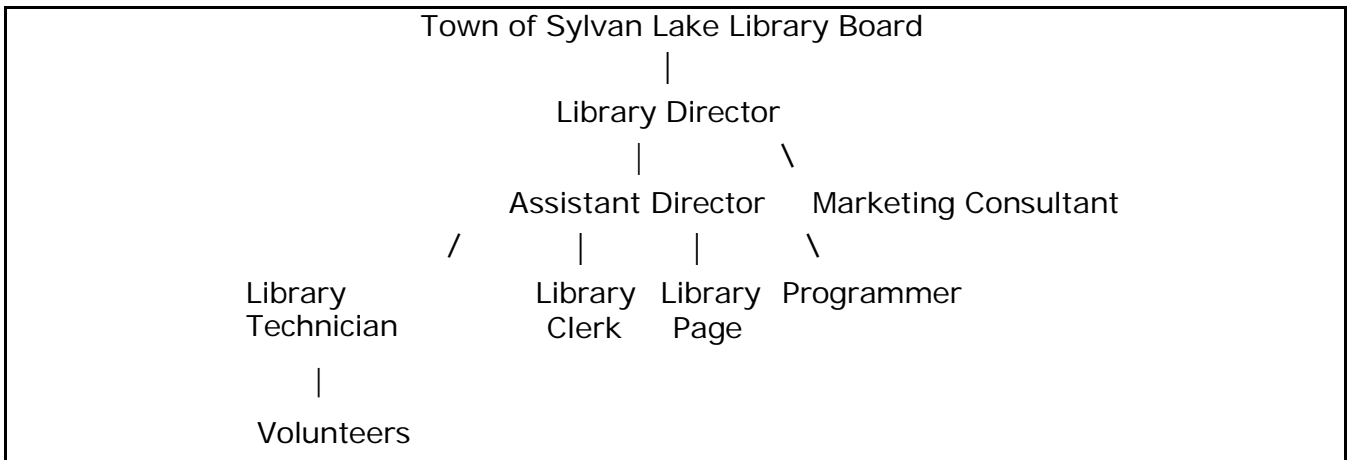 Town of Sylvan Lake Library Board
|
Library Director
| \
Assistant Director Marketing Consultant
/ | | \
Library Library Library Programmer
Technician Clerk Page
|
Volunteers